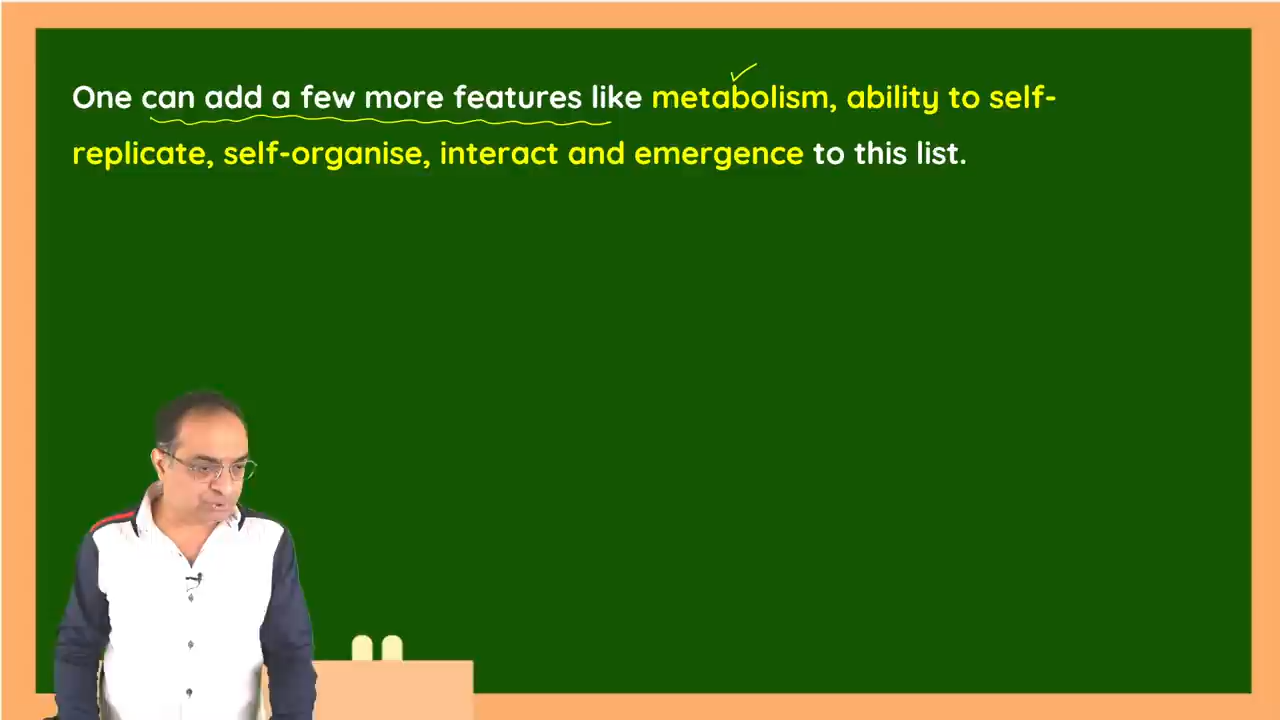 One can add a few more features like metabolism, ability to self-
replicate, self-organise, interact and emergence to this list.